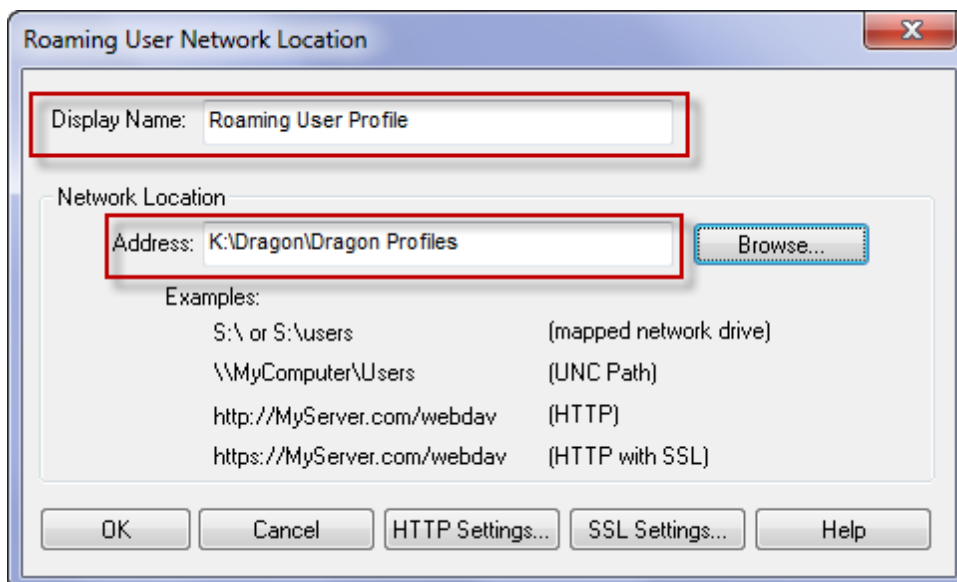 Roaming User Network Location
Display Name: Roaming User Profile
Network Location
Address: K:\Dragon\Dragon Profiles Browse...
Examples:
S:\ or S:\users (mapped network drive)
\\MyComputer\Users (UNC Path)
http://MyServer.com/webdav (HTTP)
https://MyServer.com/webdav (HTTP with SSL)
OK Cancel HTTP Settings... SSL Settings... Help